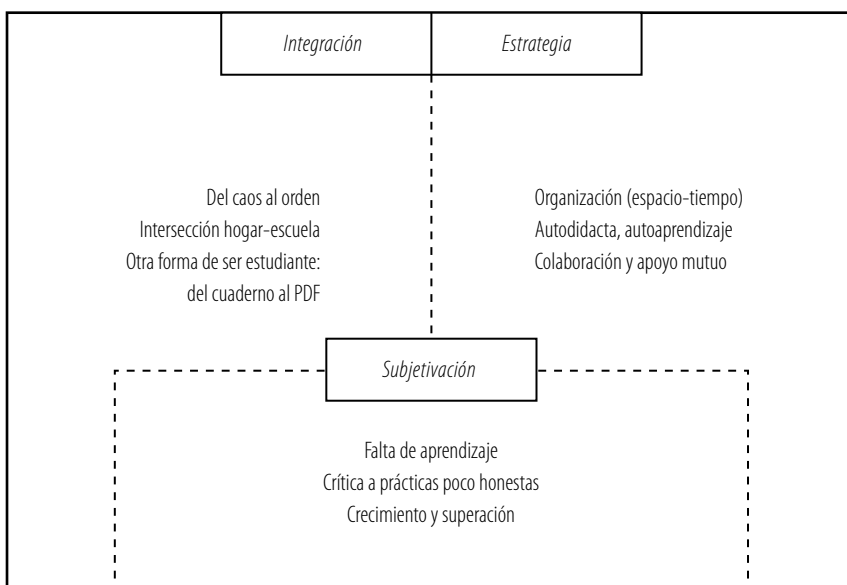 Integración
Estrategia
Del caos al orden
Intersección hogar-escuela
Otra forma de ser estudiante:
del cuaderno al PDF
Organización (espacio-tiempo)
Autodidacta, autoaprendizaje
Colaboración y apoyo mutuo
Subjetivación
Falta de aprendizaje
Crítica a prácticas poco honestas
Crecimiento y superación